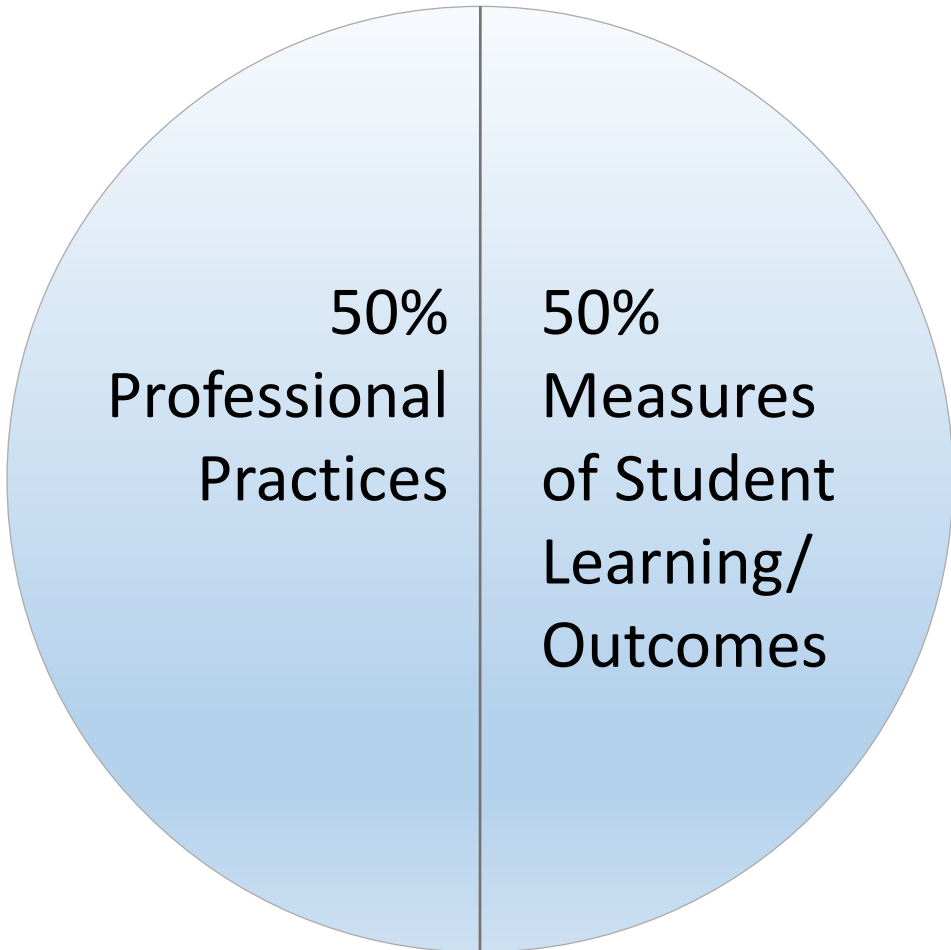 50%
Professional
Practices
50%
Measures
of Student
Learning/
Outcomes